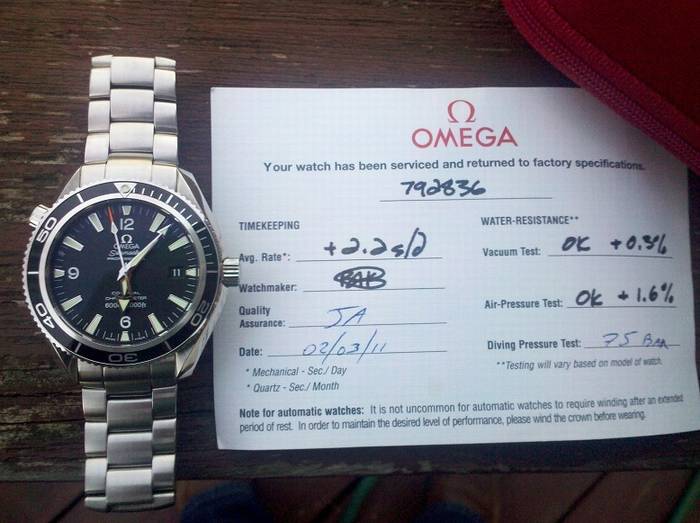 Ω
OMEGA
Your watch has been serviced and returned to factory specifications.
792836
TIMEKEEPING
Avg. Rate*: +2.2 s/d
Watchmaker:
Quality
Assurance: JA
Date: 02/03/11
* Mechanical - Sec./ Day
* Quartz - Sec./ Month
WATER-RESISTANCE**
Vacuum Test: OK +0.3%
Air-Pressure Test: OK +1.6%
Diving Pressure Test: 75 BAR
**Testing will vary based on model of watch.
Note for automatic watches: It is not uncommon for automatic watches to require winding after an extended
period of rest. In order to maintain the desired level of performance, please wind the crown before wearing.
12
Ω
OMEGA
Seamaster
9
6
50
40
30
20